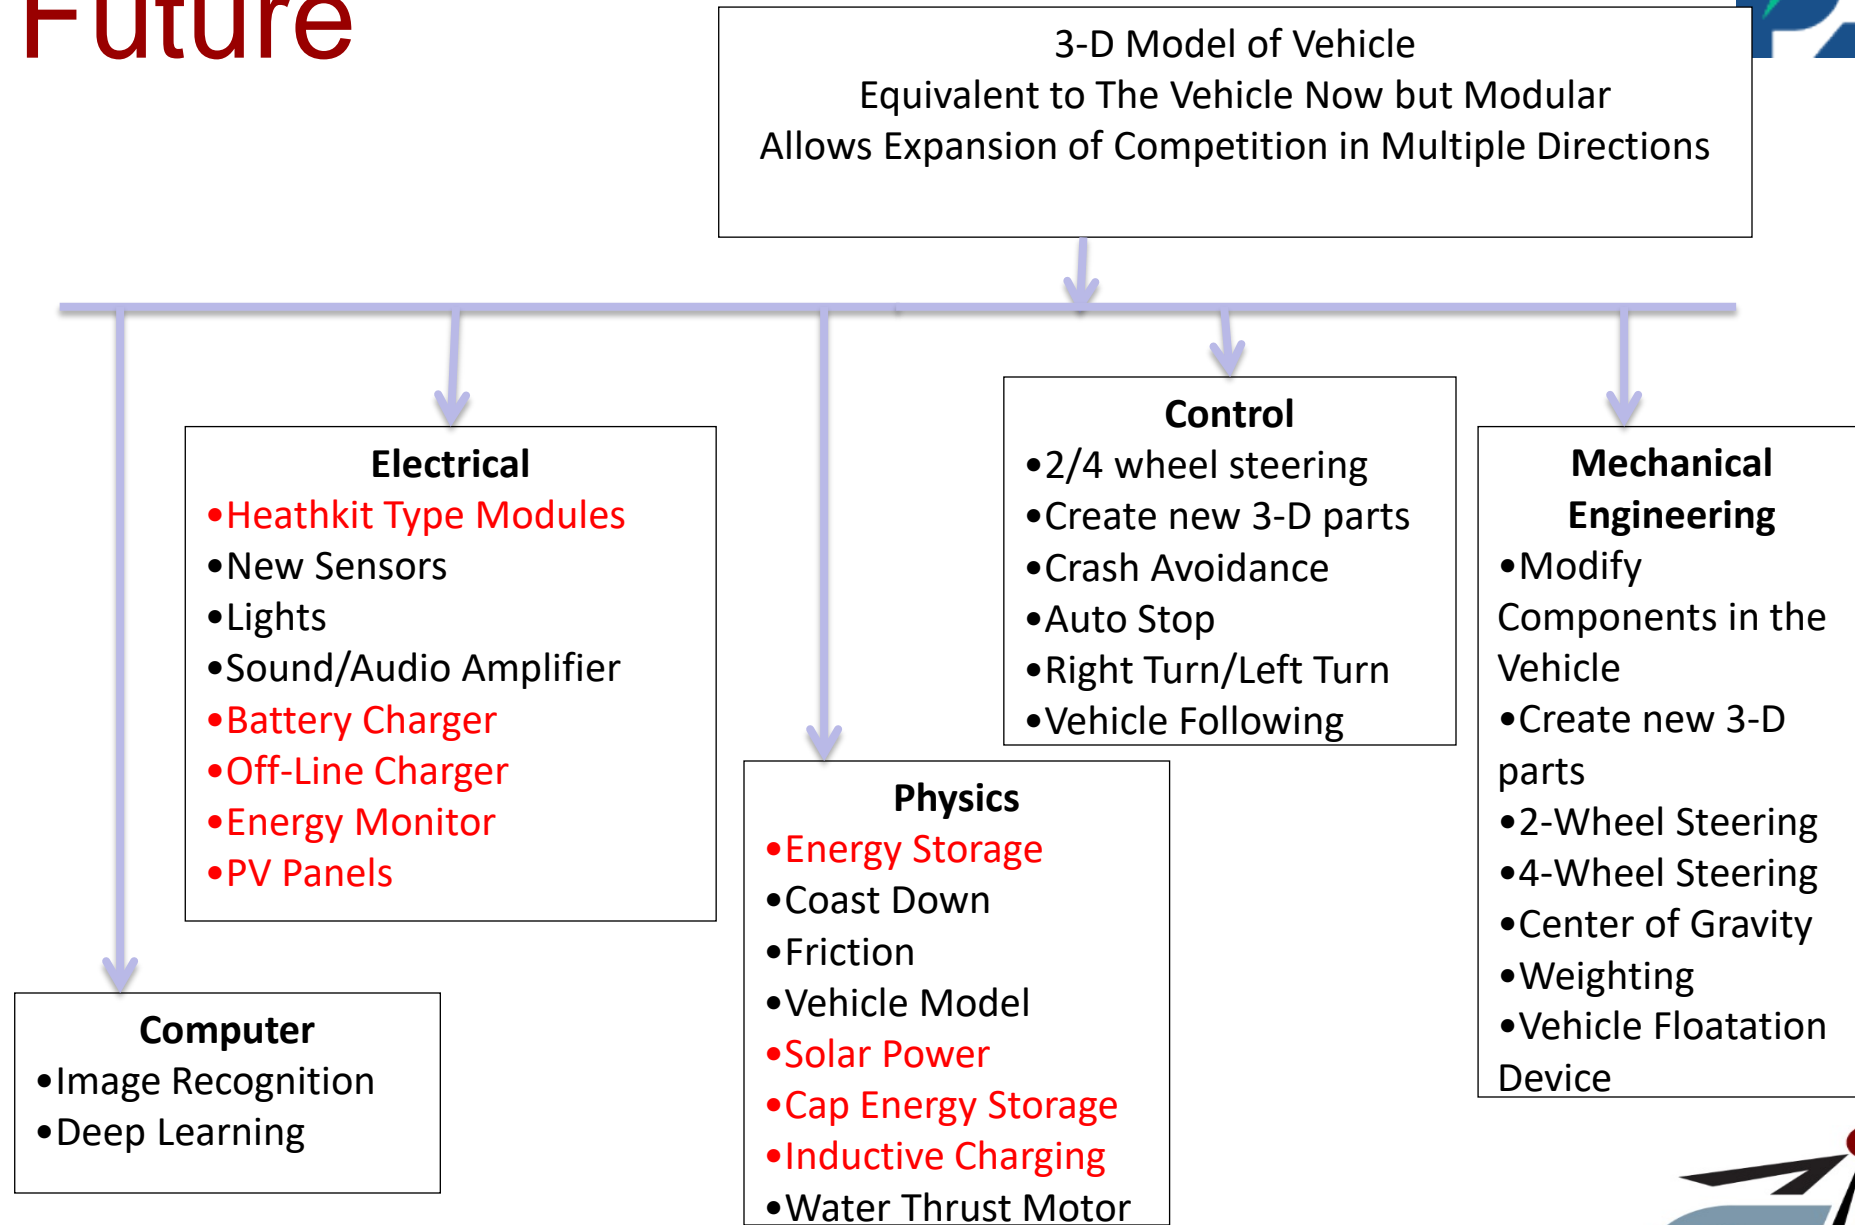 Future
3-D Model of Vehicle
Equivalent to The Vehicle Now but Modular
Allows Expansion of Competition in Multiple Directions
Electrical
•Heathkit Type Modules
•New Sensors
•Lights
•Sound/Audio Amplifier
•Battery Charger
•Off-Line Charger
•Energy Monitor
•PV Panels
Control
•2/4 wheel steering
•Create new 3-D parts
•Crash Avoidance
•Auto Stop
•Right Turn/Left Turn
•Vehicle Following
Mechanical
Engineering
•Modify
Components in the
Vehicle
•Create new 3-D
parts
•2-Wheel Steering
•4-Wheel Steering
•Center of Gravity
•Weighting
•Vehicle Floatation
Device
Physics
•Energy Storage
•Coast Down
•Friction
•Vehicle Model
•Solar Power
•Cap Energy Storage
•Inductive Charging
•Water Thrust Motor
Computer
•Image Recognition
•Deep Learning